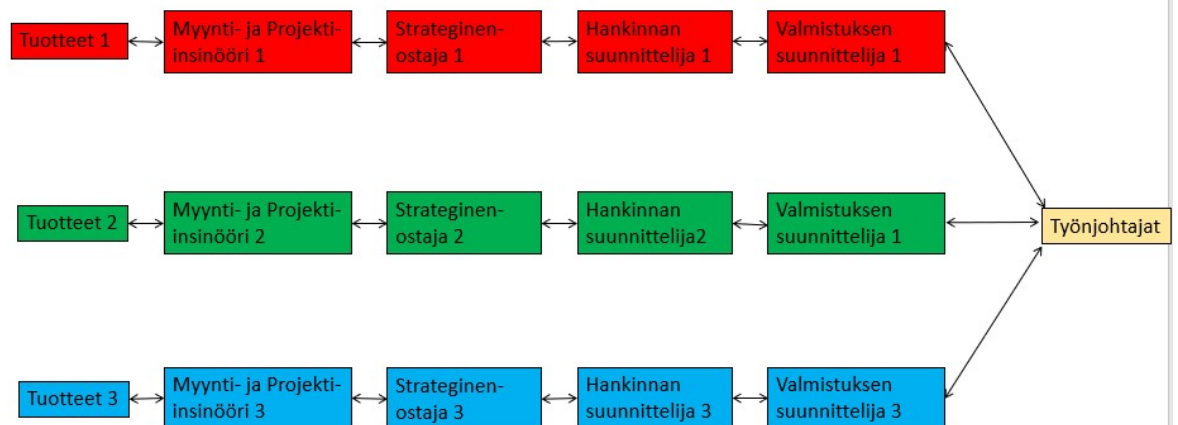 Tuotteet 1
Myynti- ja Projekti-
insinööri 1
Strateginen-
ostaja 1
Hankinnan
suunnittelija 1
Valmistuksen
suunnittelija 1
Tuotteet 2
Myynti- ja Projekti-
insinööri 2
Strateginen-
ostaja 2
Hankinnan
suunnittelija2
Valmistuksen
suunnittelija 1
Työnjohtajat
Tuotteet 3
Myynti- ja Projekti-
insinööri 3
Strateginen-
ostaja 3
Hankinnan
suunnittelija 3
Valmistuksen
suunnittelija 3